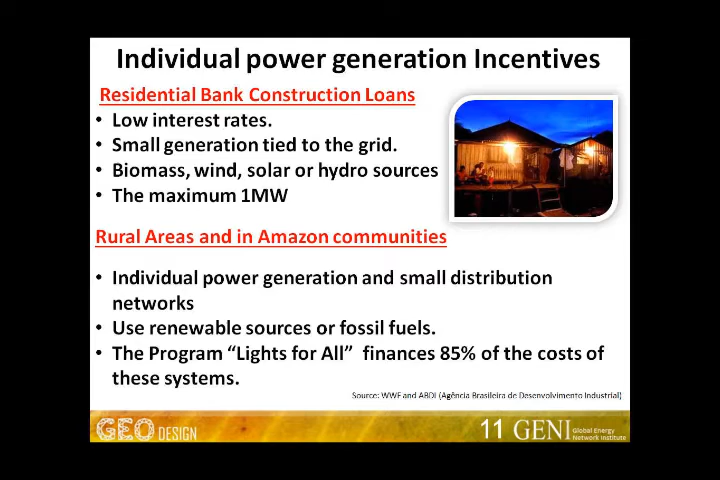 Individual power generation Incentives
Residential Bank Construction Loans
• Low interest rates.
• Small generation tied to the grid.
• Biomass, wind, solar or hydro sources
• The maximum 1MW
Rural Areas and in Amazon communities
• Individual power generation and small distribution
networks
• Use renewable sources or fossil fuels.
• The Program “Lights for All” finances 85% of the costs of
these systems.
Source: WWF and ABDI (Agência Brasileira de Desenvolvimento Industrial)
GEO DESIGN
11 GENI Global Energy
Network Institute